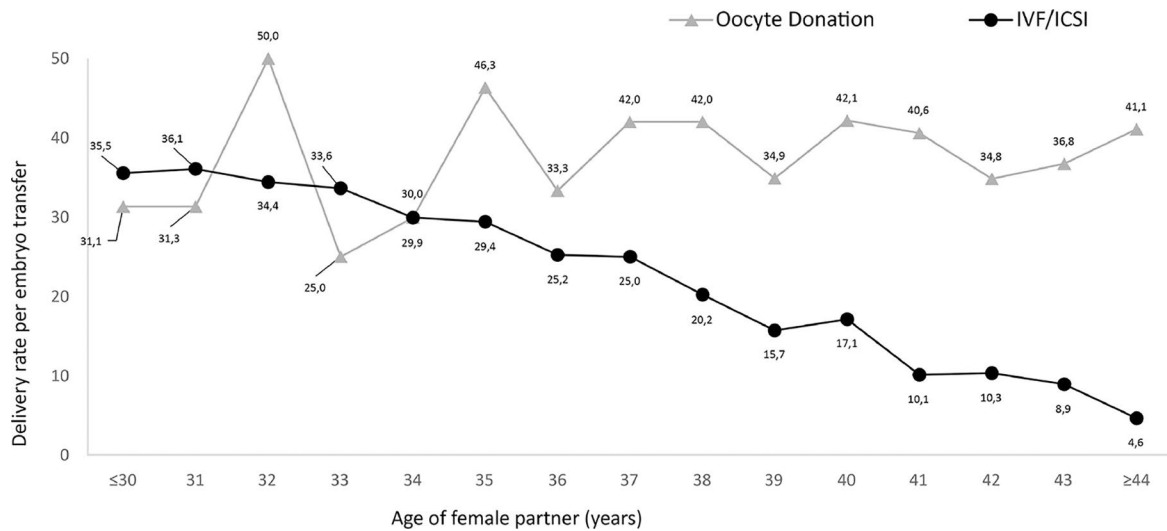 Oocyte Donation IVF/ICSI
Delivery rate per embryo transfer
50
40
30
20
10
0
50,0
46,3
42,0 42,0 42,1 40,6 41,1
35,5 36,1 33,6 33,3 34,9 34,8 36,8
34,4 30,0
31,1 31,3 29,9 29,4
25,0 25,2 25,0
20,2
15,7 17,1
10,1 10,3 8,9
4,6
≤30 31 32 33 34 35 36 37 38 39 40 41 42 43 ≥44
Age of female partner (years)